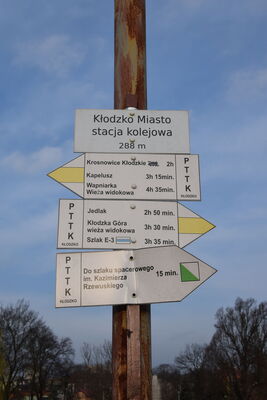 Kłodzko Miasto
stacja kolejowa
288 m
Krosnowice Kłodzkie 2h
Kapelusz 3h 15min.
Wapniarka
Wieża widokowa 4h 35min.
PTTK
KŁODZKO
PTTK
KŁODZKO
Jedlak 2h 50 min.
Kłodzka Góra
wieża widokowa 3h 30 min.
Szlak E-3 3h 35 min.
PTTK
KŁODZKO
Do szlaku spacerowego
im. Kazimierza
Rzewuskiego
15 min.